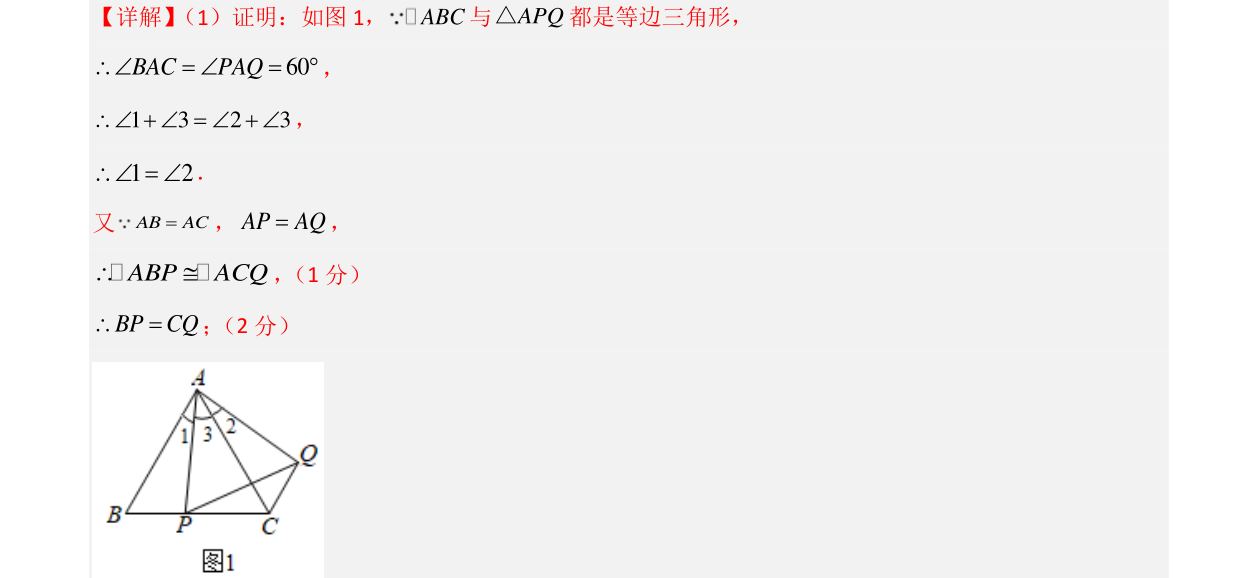 【详解】（1）证明：如图 1，∵□ABC 与 △APQ 都是等边三角形，
∴∠BAC = ∠PAQ = 60°，
∴∠1 + ∠3 = ∠2 + ∠3，
∴∠1 = ∠2．
又∵ AB = AC， AP = AQ，
∴□ABP ≅□ACQ，（1 分）
∴BP = CQ；（2 分）
A
1 3 2
Q
B P C
图1